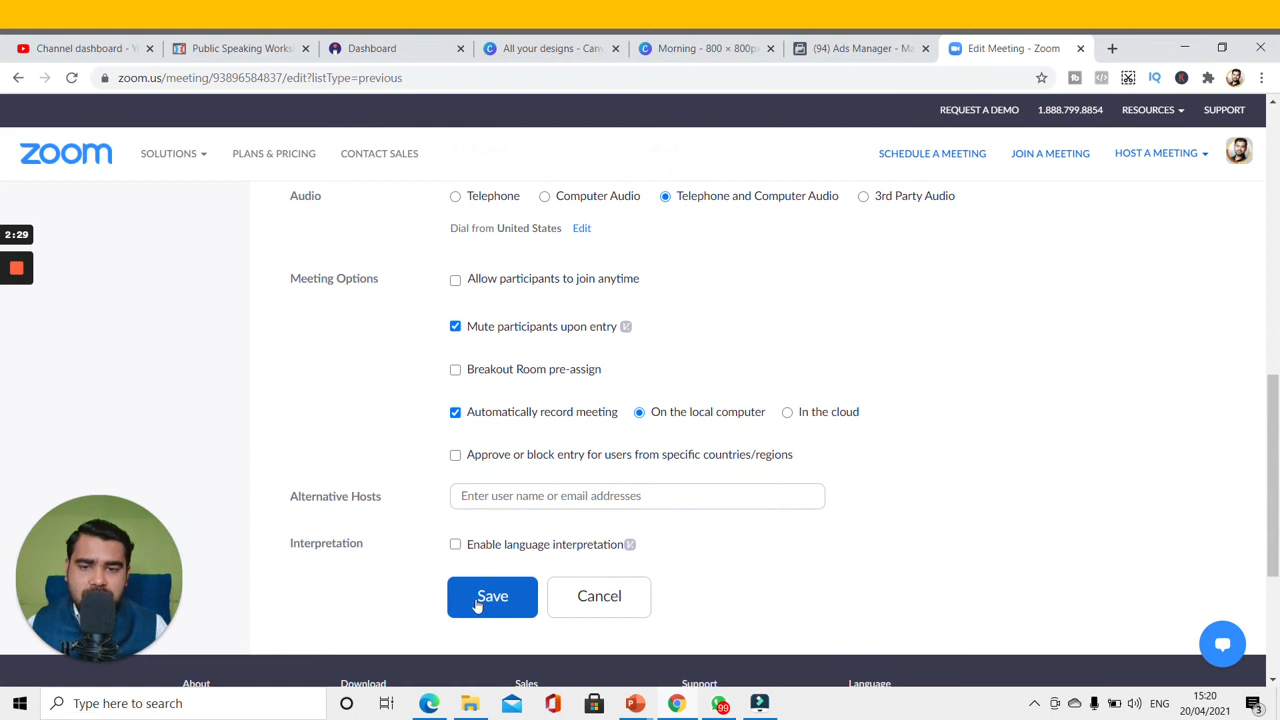 Channel dashboard - Y
Public Speaking Works
Dashboard
All your designs - Can
Morning - 800 × 800p
(94) Ads Manager - Ma
Edit Meeting - Zoom
zoom.us/meeting/93896584837/edit?listType=previous
REQUEST A DEMO 1.888.799.8854 RESOURCES SUPPORT
zoom SOLUTIONS PLANS & PRICING CONTACT SALES SCHEDULE A MEETING JOIN A MEETING HOST A MEETING
Audio Telephone Computer Audio Telephone and Computer Audio 3rd Party Audio
2:29
Dial from United States Edit
Meeting Options Allow participants to join anytime
Mute participants upon entry
Breakout Room pre-assign
Automatically record meeting On the local computer In the cloud
Approve or block entry for users from specific countries/regions
Alternative Hosts Enter user name or email addresses
Interpretation Enable language interpretation
Save Cancel
About Download Sales Support Language
Type here to search
99
ENG
15:20
20/04/2021
3